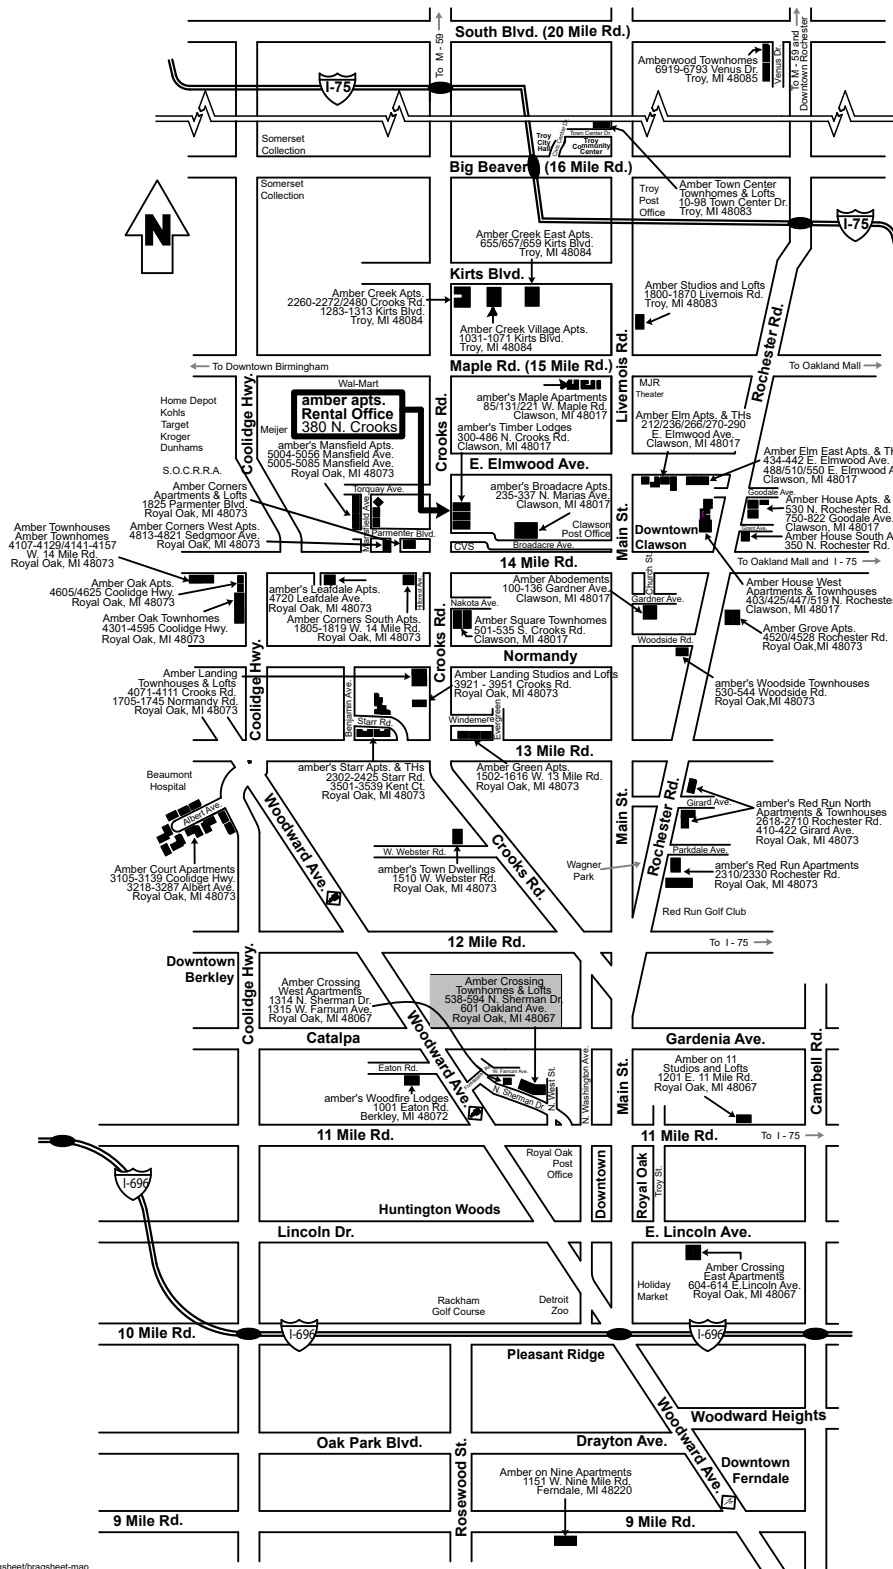 South Blvd. (20 Mile Rd.)
To M - 59
To M - 59 and
Downtown Rochester
Amberwood Townhomes
6919-6793 Venus Dr.
Troy, MI 48085
Venus Dr.
I-75
Somerset
Collection
Troy
City
Hall
Civic Center Dr.
Town Center Dr.
Troy
Community
Center
Big Beaver (16 Mile Rd.)
Somerset
Collection
Troy
Post
Office
Amber Town Center
Townhomes & Lofts
10-98 Town Center Dr.
Troy, MI 48083
N
I-75
Amber Creek East Apts.
655/657/659 Kirts Blvd.
Troy, MI 48084
Kirts Blvd.
Amber Creek Apts.
2260-2272/2480 Crooks Rd.
1283-1313 Kirts Blvd.
Troy, MI 48084
Amber Studios and Lofts
1800-1870 Livernois Rd.
Troy, MI 48083
Amber Creek Village Apts.
1031-1071 Kirts Blvd.
Troy, MI 48084
Livernois Rd.
Rochester Rd.
To Downtown Birmingham
Maple Rd. (15 Mile Rd.)
To Oakland Mall
Coolidge Hwy.
Wal-Mart
amber apts.
Rental Office
380 N. Crooks
Crooks Rd.
Home Depot
Kohls
Target
Kroger
Dunhams
Meijer
S.O.C.R.R.A.
amber's Maple Apartments
85/131/221 W. Maple Rd.
Clawson, MI 48017
MJR
Theater
amber's Timber Lodges
300-486 N. Crooks Rd.
Clawson, MI 48017
Amber Elm Apts. & THs
212/236/266/270-290
E. Elmwood Ave.
Clawson, MI 48017
amber's Mansfield Apts.
5004-5056 Mansfield Ave.
5005-5085 Mansfield Ave.
Royal Oak, MI 48073
E. Elmwood Ave.
Amber Elm East Apts. & TH
434-442 E. Elmwood Ave.
488/510/550 E. Elmwood A
Clawson, MI 48017
Amber Corners
Apartments & Lofts
1825 Parmenter Blvd.
Royal Oak, MI 48073
Torquay Ave.
Mansfield Ave.
Parmenter Blvd.
amber's Broadacre Apts.
235-337 N. Marias Ave.
Clawson, MI 48017
Clawson
Post Office
Main St.
Downtown
Clawson
Goodale Ave.
Grant Ave.
Amber House Apts. &
530 N. Rochester Rd.
750-822 Goodale Ave.
Clawson, MI 48017
Amber House South A
350 N. Rochester Rd.
Amber Townhouses
Amber Townhomes
4107-4129/4141-4157
W. 14 Mile Rd.
Royal Oak, MI 48073
Amber Corners West Apts.
4813-4821 Sedgmoor Ave.
Royal Oak, MI 48073
CVS
Broadacre Ave.
14 Mile Rd.
To Oakland Mall and I - 75
Amber Oak Apts.
4605/4625 Coolidge Hwy.
Royal Oak, MI 48073
Amber Oak Townhomes
4301-4595 Coolidge Hwy.
Royal Oak, MI 48073
amber's Leafdale Apts.
4720 Leafdale Ave.
Royal Oak, MI 48073
Amber Corners South Apts.
1805-1819 W. 14 Mile Rd.
Royal Oak, MI 48073
Crooks Rd.
Nakota Ave.
Amber Abodements
100-136 Gardner Ave.
Clawson, MI 48017
Church St.
Gardner Ave.
Amber Square Townhomes
501-535 S. Crooks Rd.
Clawson, MI 48017
Amber House West
Apartments & Townhouses
403/425/447/519 N. Rochester
Clawson, MI 48017
Amber Grove Apts.
4520/4528 Rochester Rd.
Royal Oak,MI 48073
Woodside Rd.
Coolidge Hwy.
Normandy
Amber Landing
Townhouses & Lofts
4071-4111 Crooks Rd.
1705-1745 Normandy Rd.
Royal Oak, MI 48073
Amber Landing Studios and Lofts
3921 - 3951 Crooks Rd.
Royal Oak, MI 48073
amber's Woodside Townhouses
530-544 Woodside Rd.
Royal Oak,MI 48073
Benjamin Ave.
Starr Rd.
Windemere
Evergreen
13 Mile Rd.
Beaumont
Hospital
amber's Starr Apts. & THs
2302-2425 Starr Rd.
3501-3539 Kent Ct.
Royal Oak, MI 48073
Amber Green Apts.
1502-1616 W. 13 Mile Rd.
Royal Oak, MI 48073
Albert Ave.
Woodward Ave.
Crooks Rd.
Main St.
Rochester Rd.
Girard Ave.
amber's Red Run North
Apartments & Townhouses
2618-2710 Rochester Rd.
410-422 Girard Ave.
Royal Oak, MI 48073
Parkdale Ave.
W. Webster Rd.
amber's Town Dwellings
1510 W. Webster Rd.
Royal Oak, MI 48073
Wagner
Park
amber's Red Run Apartments
2310/2330 Rochester Rd.
Royal Oak, MI 48073
Amber Court Apartments
3105-3139 Coolidge Hwy.
3218-3287 Albert Ave.
Royal Oak, MI 48073
Red Run Golf Club
12 Mile Rd.
To I - 75
Downtown
Berkley
Coolidge Hwy.
Amber Crossing
West Apartments
1314 N. Sherman Dr.
1315 W. Farnum Ave.
Royal Oak, MI 48067
Amber Crossing
Townhomes & Lofts
538-594 N. Sherman Dr.
601 Oakland Ave.
Royal Oak, MI 48067
Catalpa
Woodward Ave.
Gardenia Ave.
Cambell Rd.
Eaton Rd.
W. Farnum Ave.
N. Sherman Dr.
N. West St.
N. Washington Ave.
Main St.
Amber on 11
Studios and Lofts
1201 E. 11 Mile Rd.
Royal Oak, MI 48067
amber's Woodfire Lodges
1001 Eaton Rd.
Berkley, MI 48072
11 Mile Rd.
11 Mile Rd.
To I - 75
Royal Oak
Post
Office
Downtown
Royal Oak
Troy St.
I-696
Huntington Woods
Lincoln Dr.
E. Lincoln Ave.
Amber Crossing
East Apartments
604-614 E.Lincoln Ave.
Royal Oak, MI 48067
Rackham
Golf Course
Detroit
Zoo
Holiday
Market
10 Mile Rd.
I-696
I-696
Pleasant Ridge
Woodward Ave.
Woodward Heights
Oak Park Blvd.
Drayton Ave.
Rosewood St.
Downtown
Ferndale
Amber on Nine Apartments
1151 W. Nine Mile Rd.
Ferndale, MI 48220
9 Mile Rd.
9 Mile Rd.
gsheet/bragsheet-map